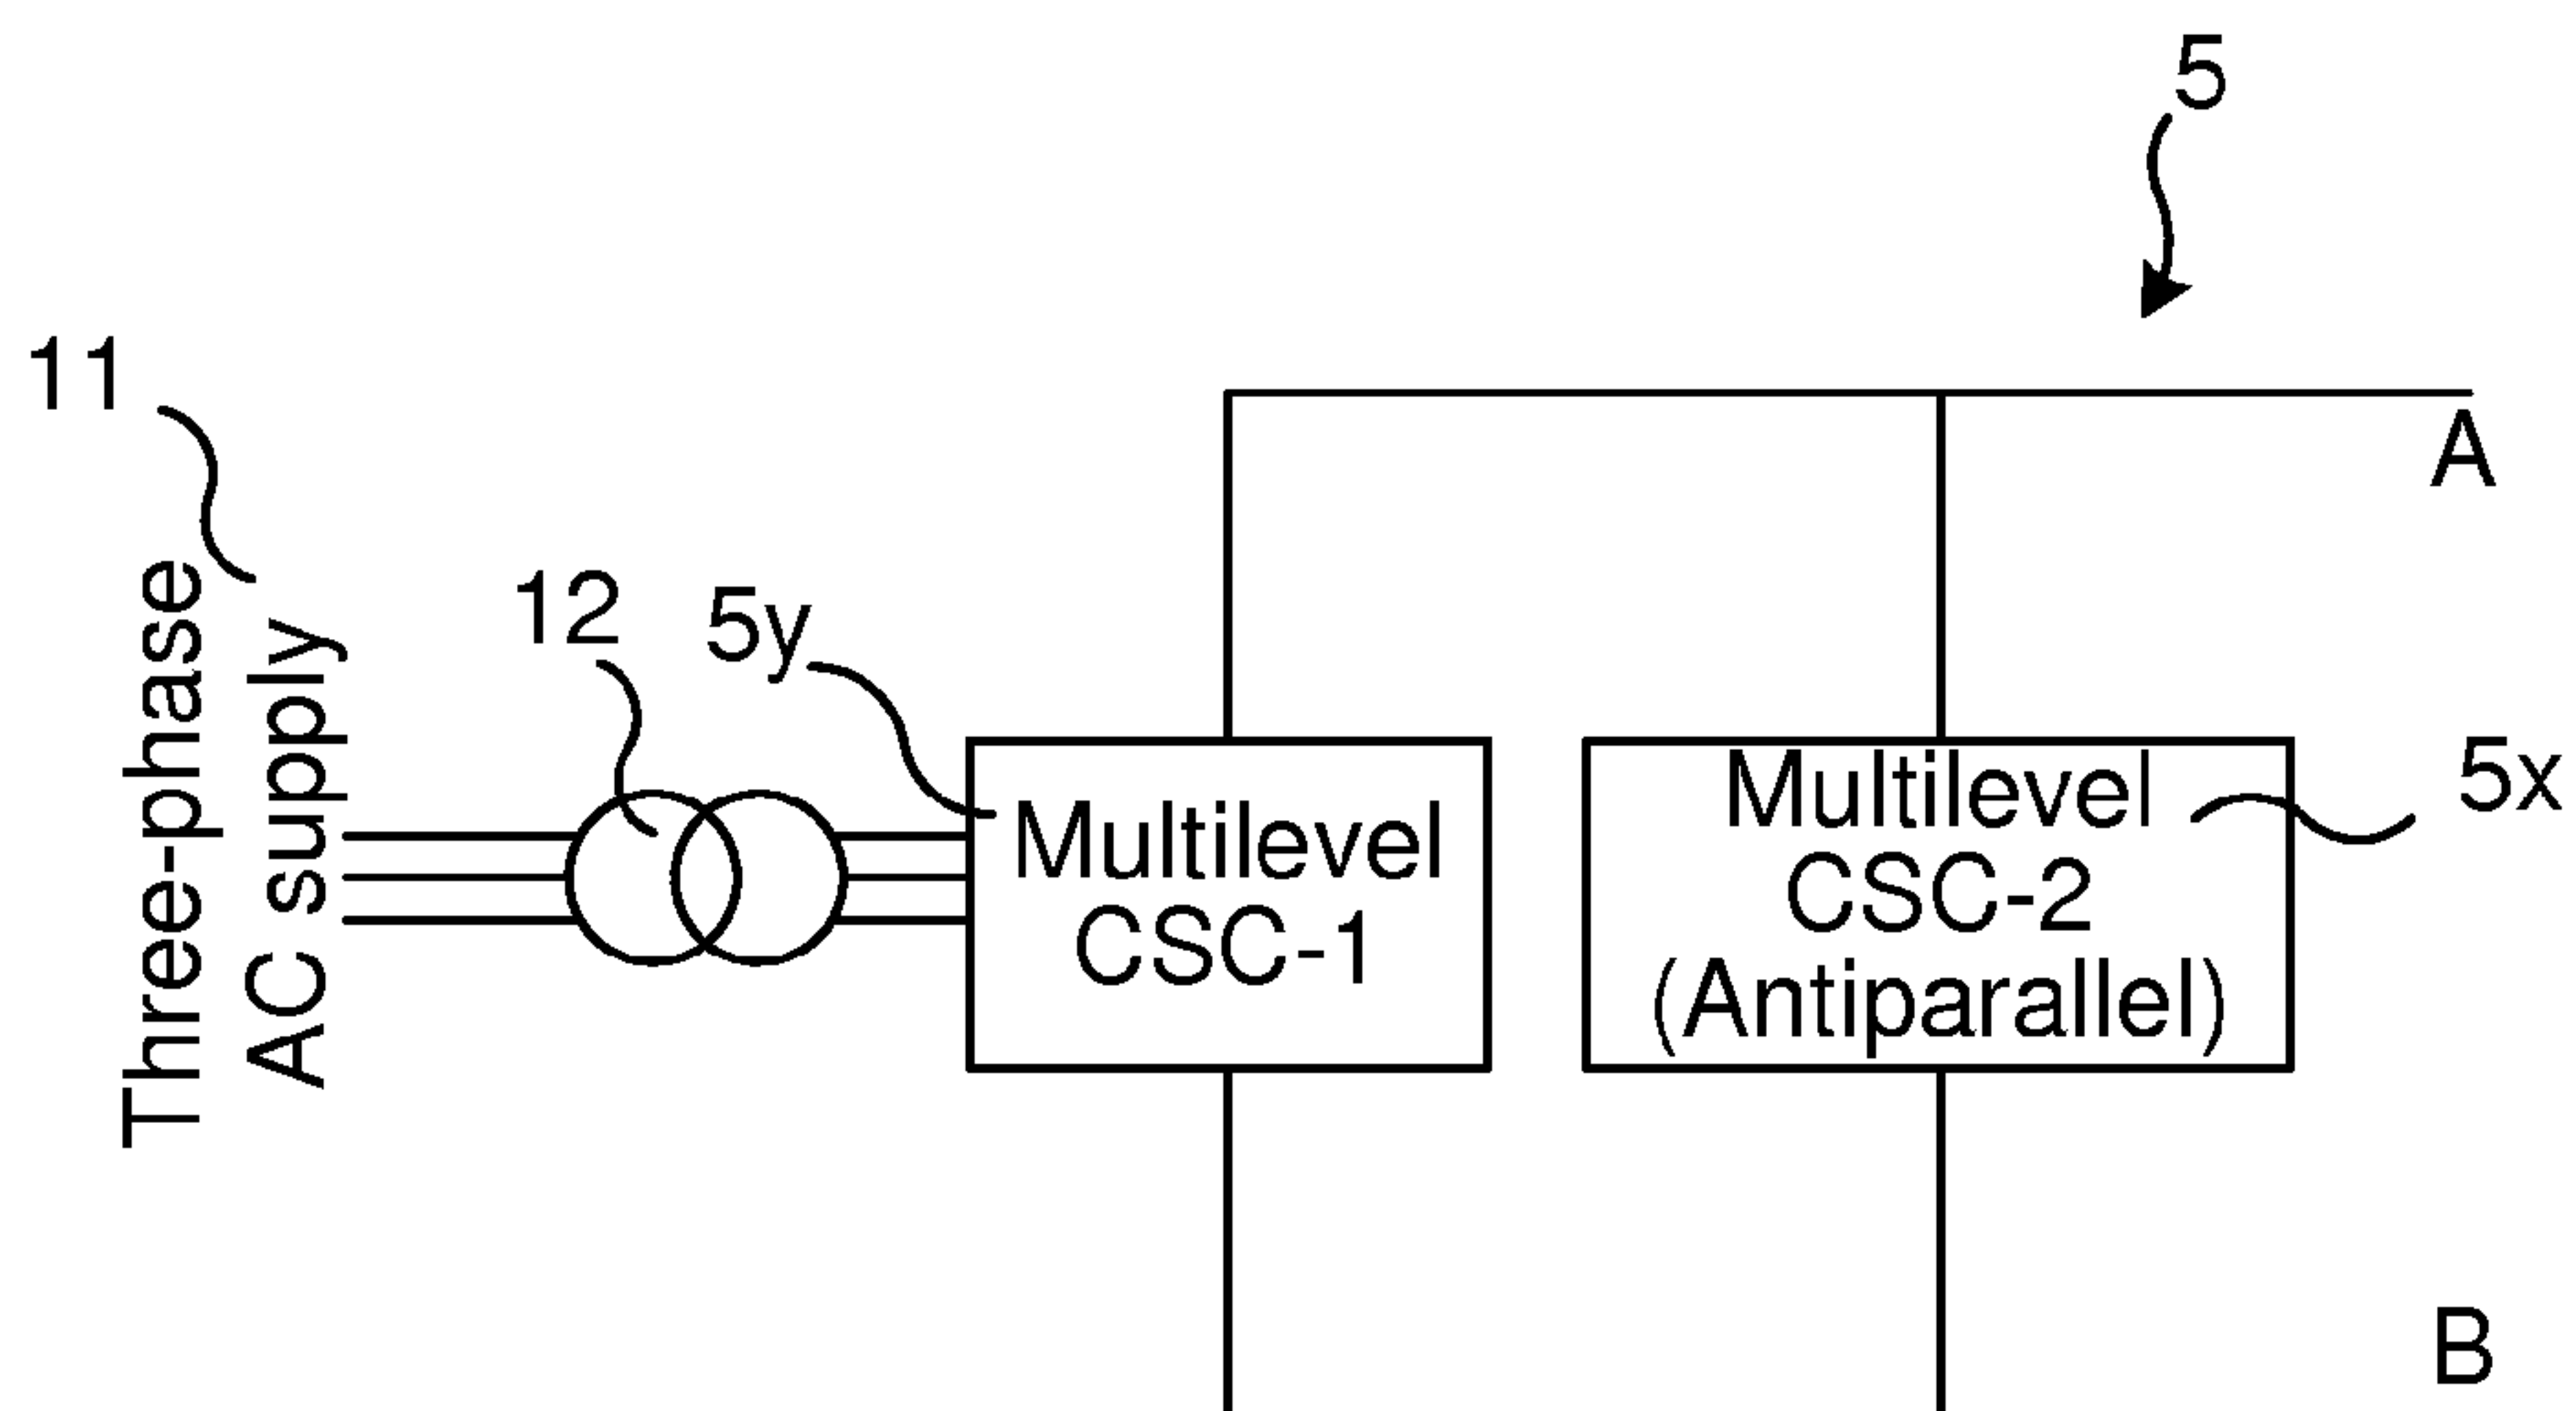 5
11
A
Three-phase
AC supply
12
5y
Multilevel
CSC-1
Multilevel
CSC-2
(Antiparallel)
5x
B